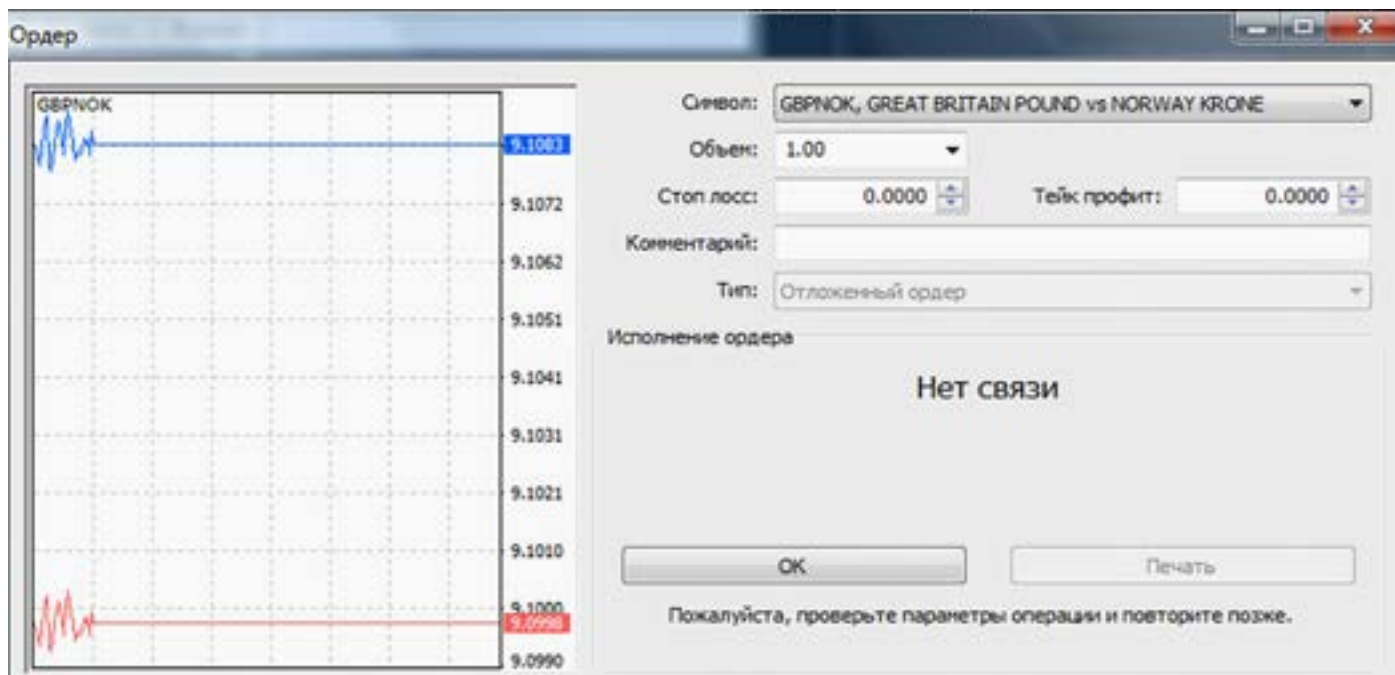 Ордер
GBPNOK
9.1083
9.1072
9.1062
9.1051
9.1041
9.1031
9.1021
9.1010
9.1000
9.0998
9.0990
Символ: GBPNOK, GREAT BRITAIN POUND vs NORWAY KRONE
Объем: 1.00
Стоп лосс: 0.0000 Тейк профит: 0.0000
Комментарий:
Тип: Отложенный ордер
Исполнение ордера
Нет связи
OK Печать
Пожалуйста, проверьте параметры операции и повторите позже.